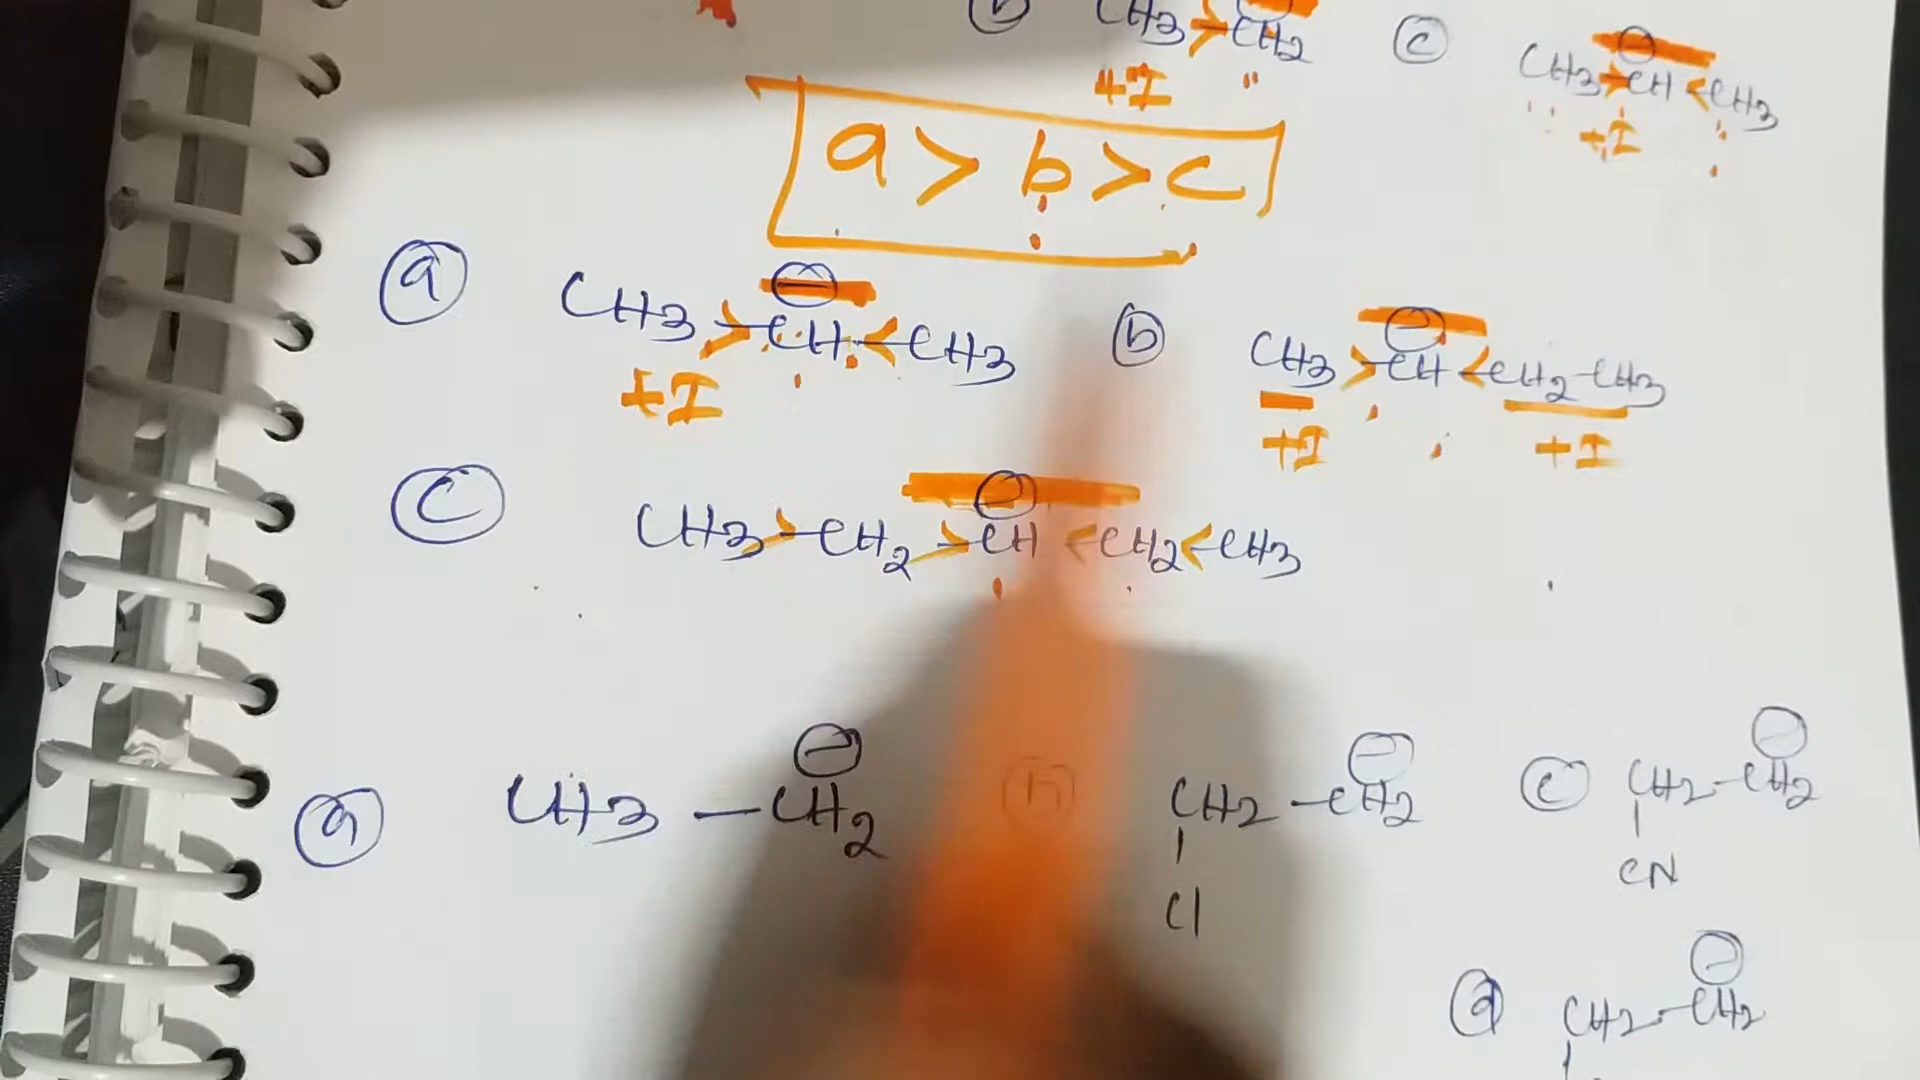 ⓑ CH3 > CH2 ⓒ CH3 > CH < CH3
+I +I
a > b > c
ⓐ CH3 > CH < CH3 ⓑ CH3 > CH < CH2 - CH3
+I +I +I
ⓒ CH3 > CH2 > CH < CH2 < CH3
ⓐ CH3 - CH2 ⓑ CH2 - CH2 ⓒ CH2 - CH2
Cl CN
ⓓ CH2 - CH2